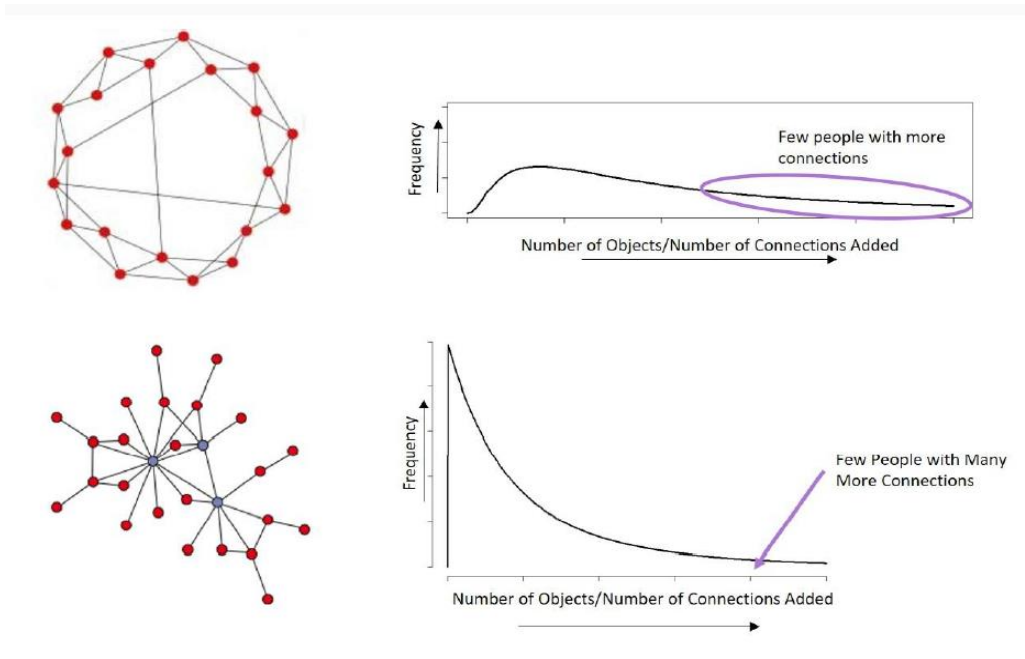 Frequency
Few people with more
connections
Number of Objects/Number of Connections Added
Frequency
Few People with Many
More Connections
Number of Objects/Number of Connections Added